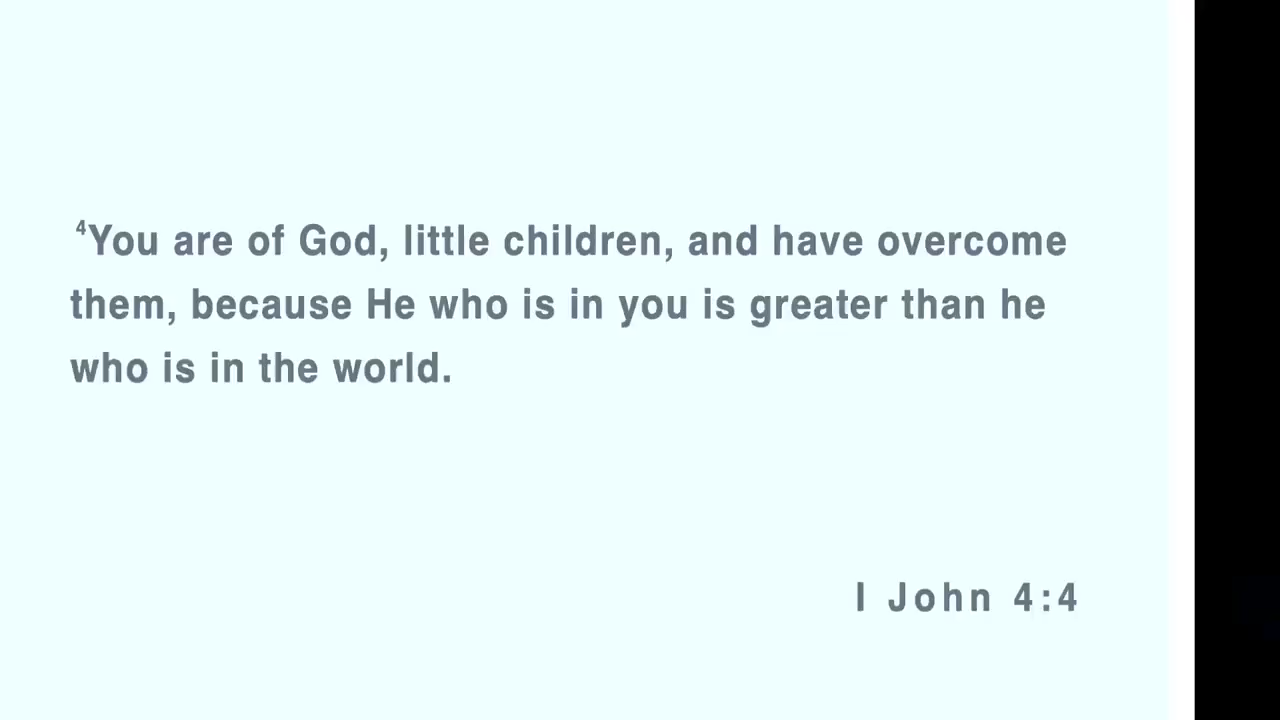 ⁴You are of God, little children, and have overcome
them, because He who is in you is greater than he
who is in the world.
I John 4:4